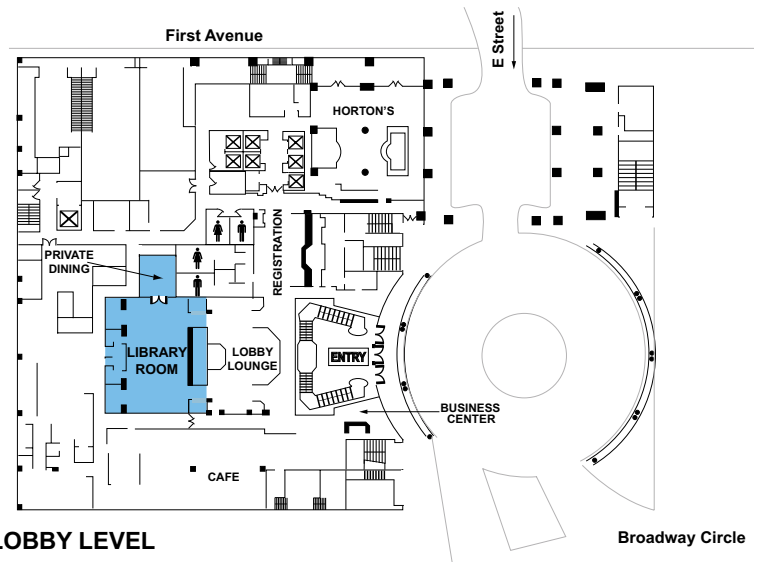 First Avenue
E Street
HORTON'S
REGISTRATION
PRIVATE
DINING
LIBRARY
ROOM
LOBBY
LOUNGE
ENTRY
BUSINESS
CENTER
CAFE
LOBBY LEVEL
Broadway Circle